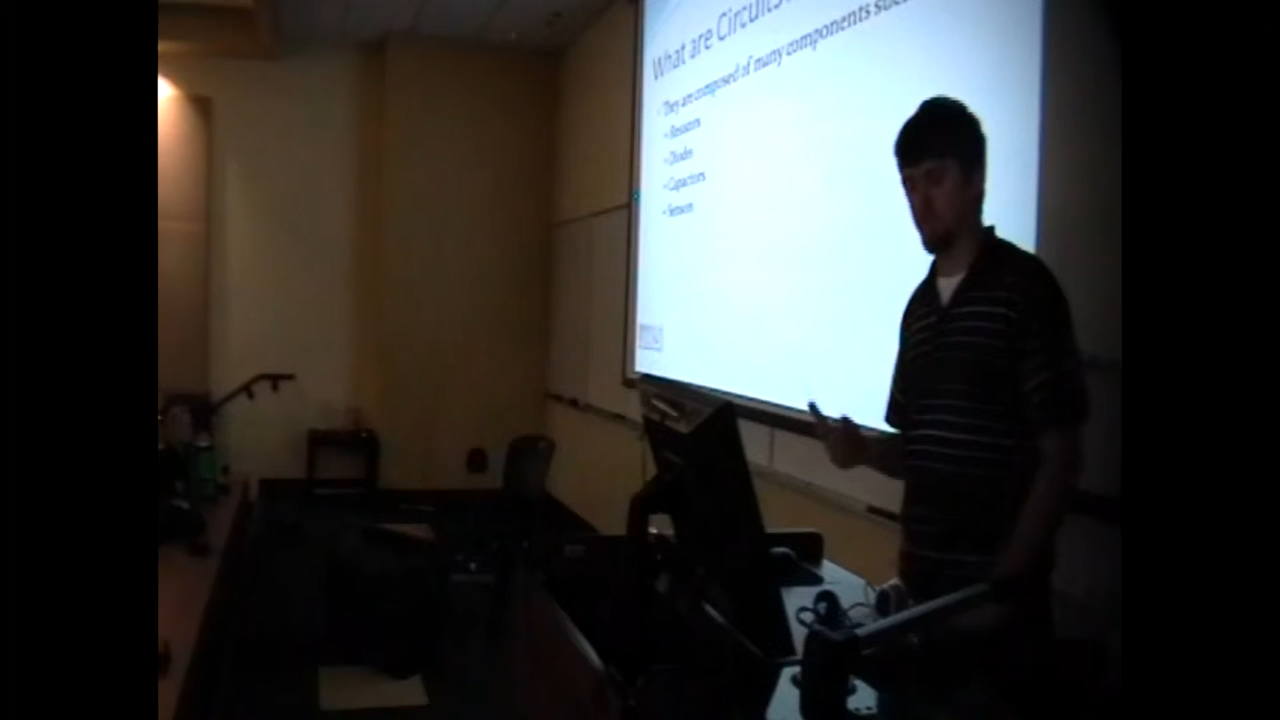 What are Circuits
• They are composed of many components such
– Resistors
– Diodes
– Capacitors
– Sensors